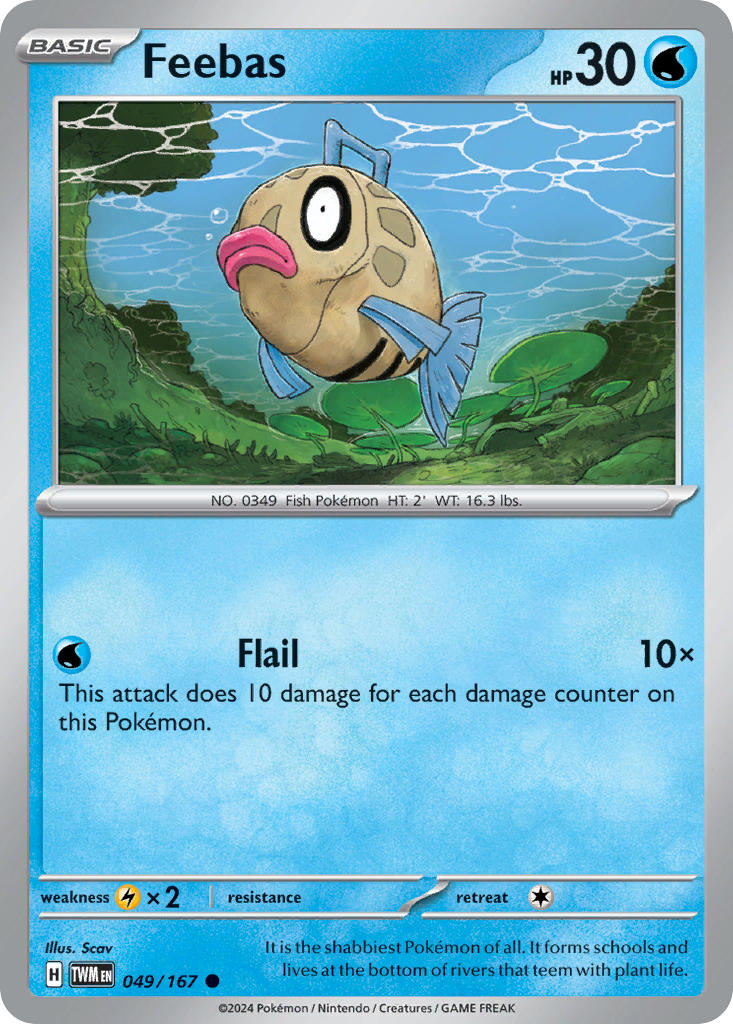 BASIC
Feebas
HP 30
NO. 0349 Fish Pokémon HT: 2' WT: 16.3 lbs.
Flail 10×
This attack does 10 damage for each damage counter on
this Pokémon.
weakness ×2 resistance retreat
Illus. Scav
It is the shabbiest Pokémon of all. It forms schools and
lives at the bottom of rivers that teem with plant life.
H TWM EN 049/167
©2024 Pokémon / Nintendo / Creatures / GAME FREAK